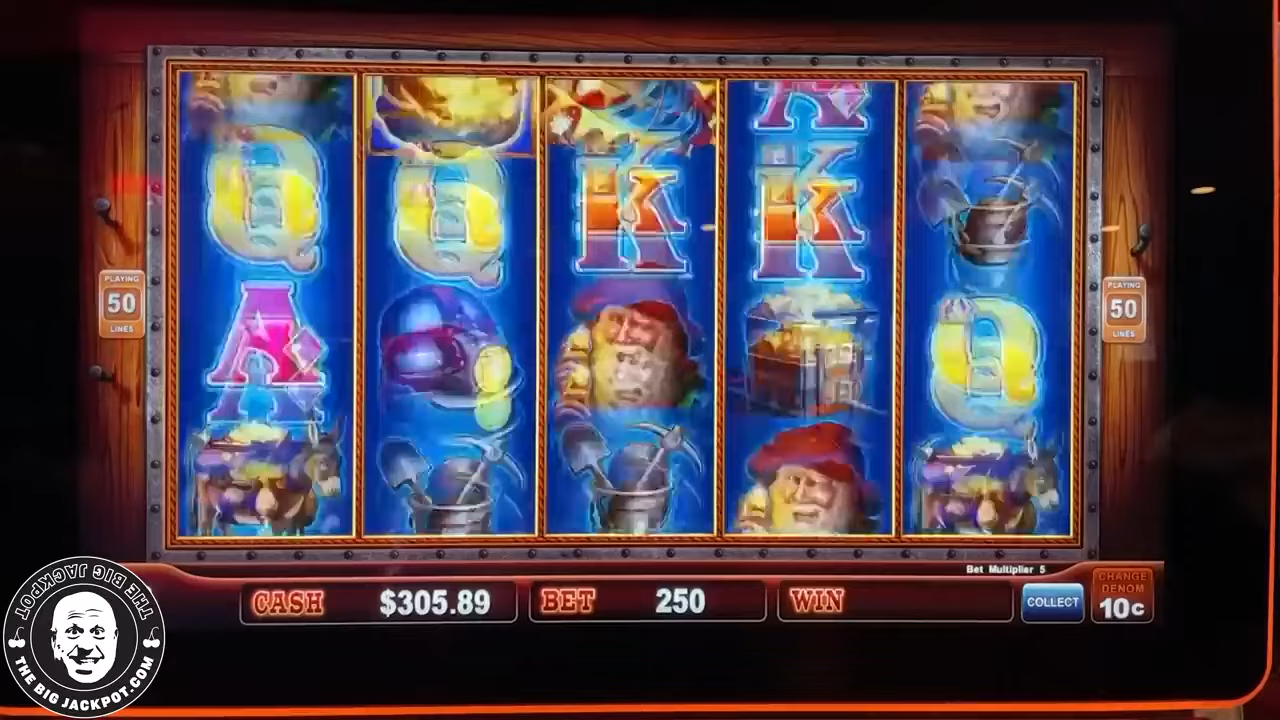 A
Q
Q
K
K
A
Q
PLAYING
50
LINES
PLAYING
50
LINES
Bet Multiplier 5
CASH $305.89 BET 250 WIN
COLLECT
CHANGE
DENOM
10¢
THE BIG JACKPOT
THE BIG JACKPOT.COM